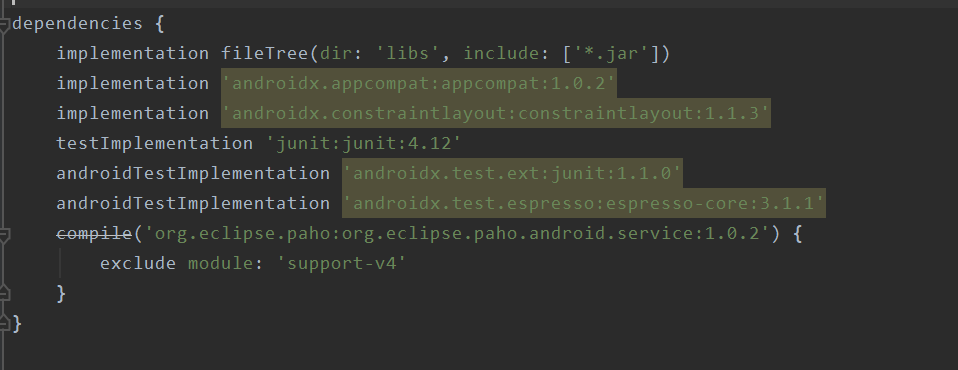 dependencies {
    implementation fileTree(dir: 'libs', include: ['*.jar'])
    implementation 'androidx.appcompat:appcompat:1.0.2'
    implementation 'androidx.constraintlayout:constraintlayout:1.1.3'
    testImplementation 'junit:junit:4.12'
    androidTestImplementation 'androidx.test.ext:junit:1.1.0'
    androidTestImplementation 'androidx.test.espresso:espresso-core:3.1.1'
    compile('org.eclipse.paho:org.eclipse.paho.android.service:1.0.2') {
        exclude module: 'support-v4'
    }
}